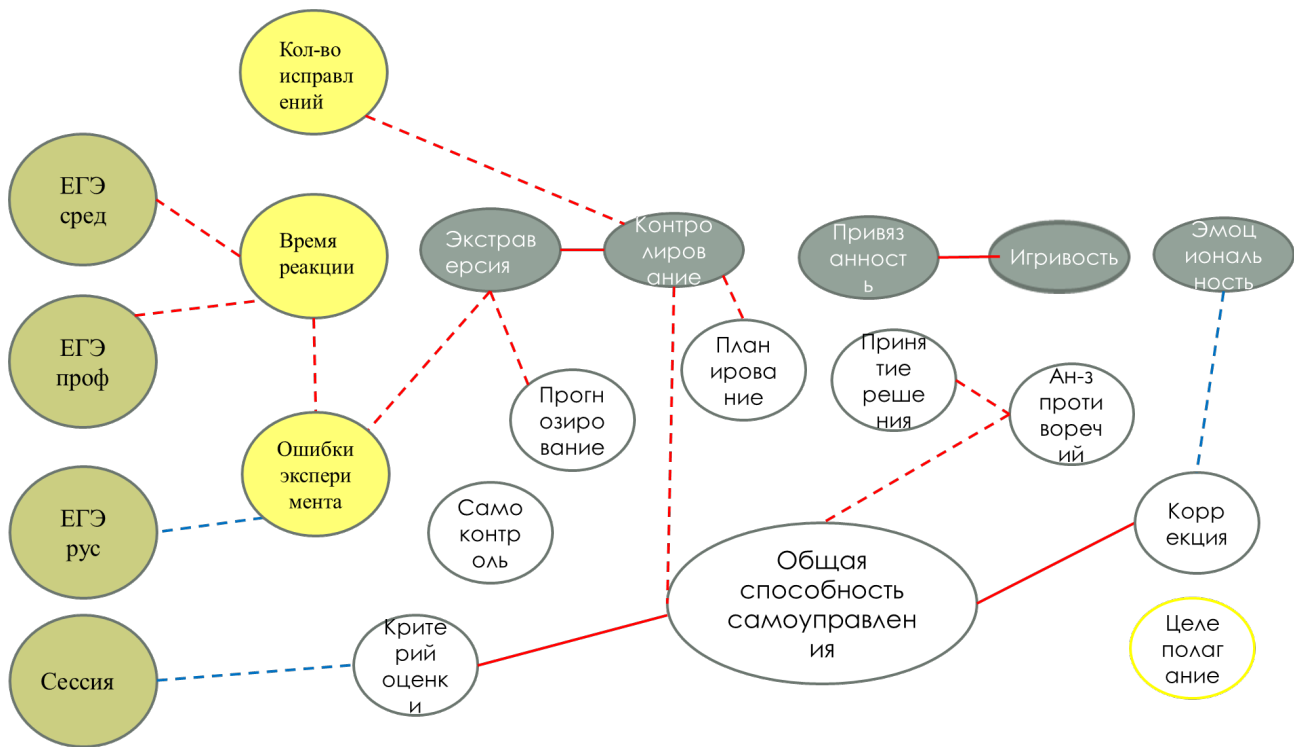 Кол-во
исправл
ений
ЕГЭ
сред
Время
реакции
Экстрав
ерсия
Контро
лиров
ание
Привяз
анност
ь
Игривость
Эмоц
иональ
ность
ЕГЭ
проф
Прогн
озиро
вание
План
ирова
ние
Приня
тие
реше
ния
Ан-з
проти
вореч
ий
Ошибки
экспери
мента
ЕГЭ
рус
Само
контр
оль
Общая
способность
самоуправлен
ия
Корр
екция
Сессия
Крите
рий
оценк
и
Целе
полаг
ание